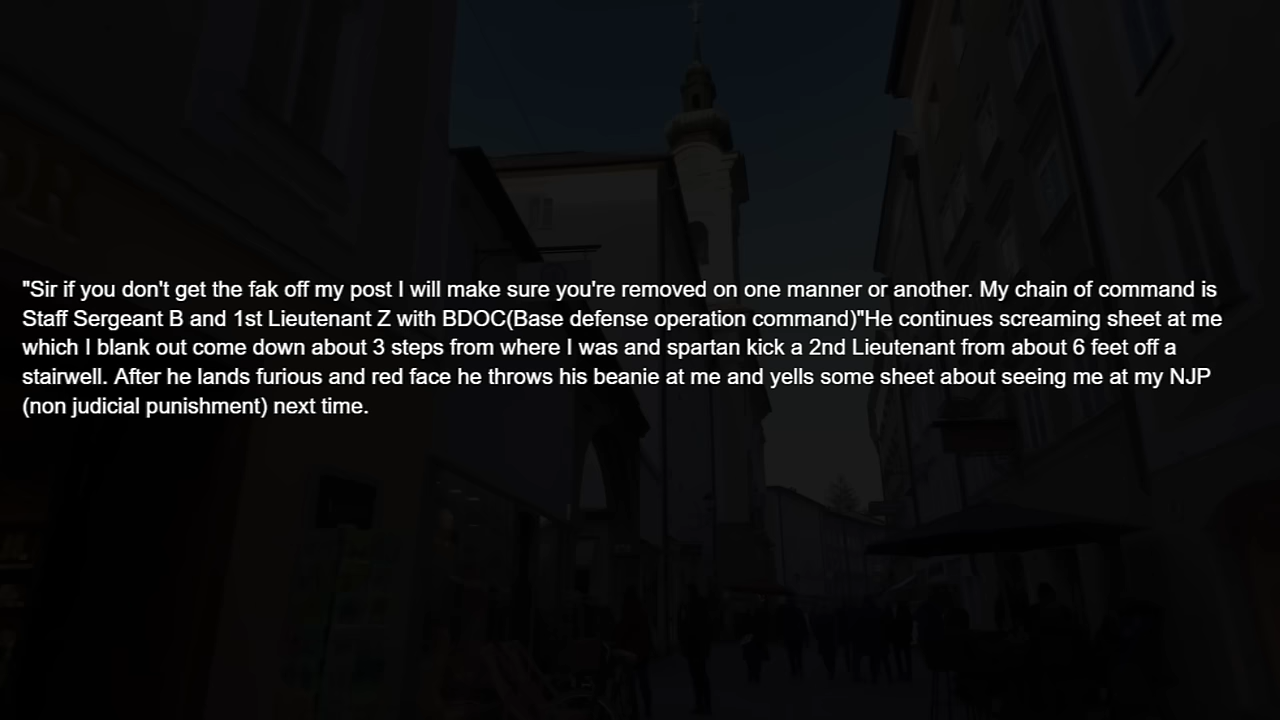 "Sir if you don't get the fak off my post I will make sure you're removed on one manner or another. My chain of command is
Staff Sergeant B and 1st Lieutenant Z with BDOC(Base defense operation command)"He continues screaming sheet at me
which I blank out come down about 3 steps from where I was and spartan kick a 2nd Lieutenant from about 6 feet off a
stairwell. After he lands furious and red face he throws his beanie at me and yells some sheet about seeing me at my NJP
(non judicial punishment) next time.